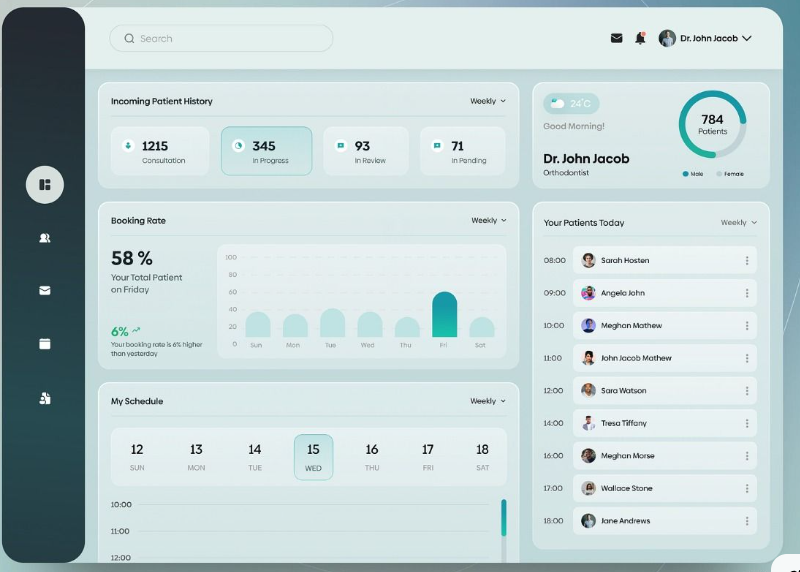 Search
Dr. John Jacob
Incoming Patient History
Weekly
1215
Consultation
345
In Progress
93
In Review
71
In Pending
24°C
Good Morning!
Dr. John Jacob
Orthodontist
784
Patients
Male
Female
Booking Rate
Weekly
58 %
Your Total Patient
on Friday
6%
Your booking rate is 6% higher
than yesterday
100
80
60
40
20
0
Sun Mon Tue Wed Thu Fri Sat
Your Patients Today
Weekly
08:00 Sarah Hosten
09:00 Angela John
10:00 Meghan Mathew
11:00 John Jacob Mathew
12:00 Sara Watson
14:00 Tresa Tiffany
16:00 Meghan Marse
17:00 Wallace Stone
18:00 Jane Andrews
My Schedule
Weekly
12 13 14 15 16 17 18
SUN MON TUE WED THU FRI SAT
10:00
11:00
12:00